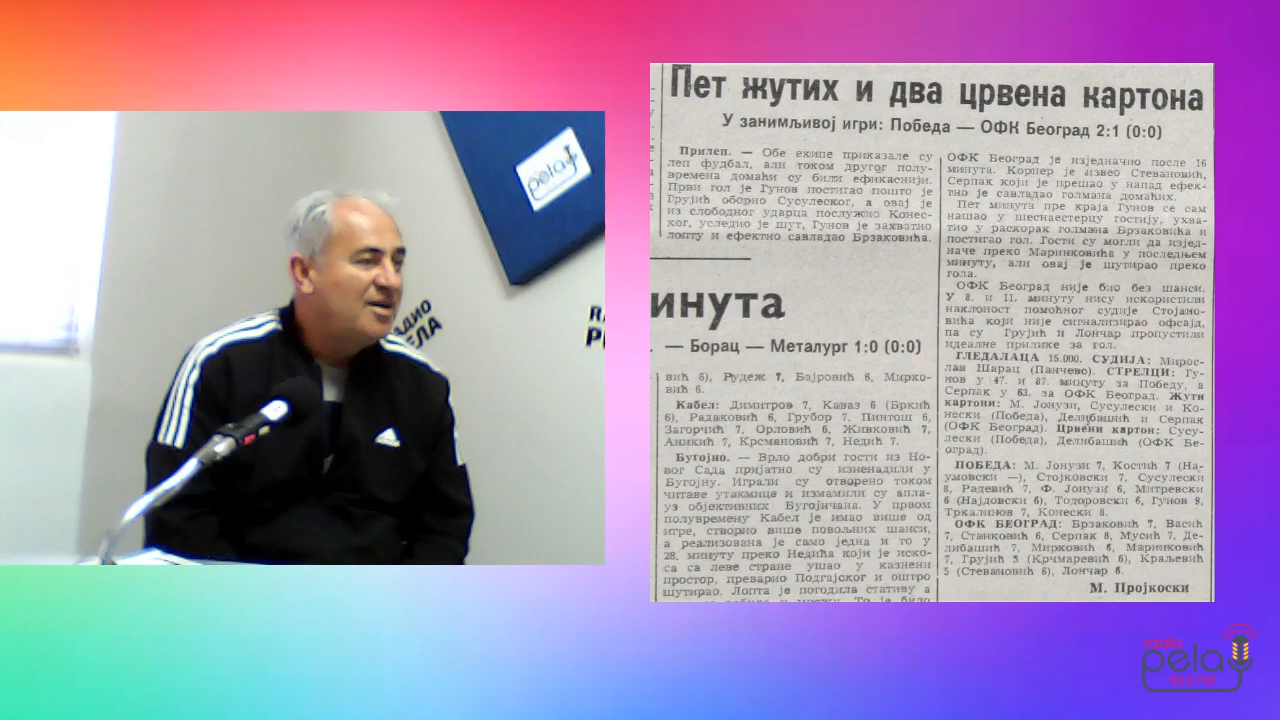 pela
РАДИО
ПЕЛА
RA
P
Пет жутих и два црвена картона
У занимљивој игри: Победа — ОФК Београд 2:1 (0:0)
Прилеп. — Обе екипе приказале су
леп фудбал, али током другог полу-
времена домаћи су били ефикаснији.
Први гол је Гунов постигао пошто је
Грујић оборио Сусулеског, а овај је
из слободног ударца послужио Конес-
ког, уследио је шут, Гунов је захватио
лопту и ефектно савладао Брзаковића.
ОФК Београд је изједначио после 16
минута. Корнер је извео Стевановић,
Серпак који је прешао у напад ефек-
тно је савладао голмана домаћих.
Пет минута пре краја Гунов се сам
нашао у шеснаестерцу гостију, ухва-
тио у раскорак голмана Брзаковића и
постигао гол. Гости су могли да изјед-
наче преко Маринковића у последњем
минуту, али овај је шутирао преко
гола.
ОФК Београд није био без шанси.
У 8. и 11. минуту нису искористили
наклоност помоћног судије Стојано-
вића који није сигнализирао офсајд,
па су Грујић и Лончар пропустили
идеалне прилике за гол.
ГЛЕДАЛАЦА 15.000. СУДИЈА: Мирос-
лав Шарац (Панчево). СТРЕЛЦИ: Гу-
нов у 47. и 87. минуту за Победу, а
Серпак у 63. за ОФК Београд. Жути
картони: М. Јонузи, Сусулески и Ко-
нески (Победа), Делибашић и Серпак
(ОФК Београд). Црвени картон: Сусу-
лески (Победа), Делибашић (ОФК Бе-
оград).
ПОБЕДА: М. Јонузи 7, Костић 7 (На-
умовски —), Стојковски 7, Сусулески
8, Радевић 7, Ф. Јонузи 6, Митревски
6 (Најдовски 6), Тодоровски 6, Гунов 9,
Тркалинов 7, Конески 8.
ОФК БЕОГРАД: Брзаковић 7, Васић
7, Станковић 6, Серпак 8, Мусић 7, Де-
либашић 7, Мирковић 6, Маринковић
7, Грујић 5 (Крчмаревић 6), Краљевић
5 (Стевановић 6), Лончар 6.
М. Пројкоски
инута
. — Борац — Металург 1:0 (0:0)
вић 6), Рудеж 7, Бајровић 6, Мирко-
вић 6.
Кабел: Димитров 7, Каваз 6 (Бркић
6), Радаковић 6, Грубор 7, Пинтош 6,
Загорчић 7, Орловић 6, Живковић 7,
Аникић 7, Крсмановић 7, Недић 7.
Бугојно. — Врло добри гости из Но-
вог Сада пријатно су изненадили у
Бугојну. Играли су отворено током
читаве утакмице и измамили су апла-
уз објективних Бугојичана. У првом
полувремену Кабел је имао више од
игре, створио више повољних шанси,
а реализована је само једна и то у
28. минуту преко Недића који је иско-
са са леве стране ушао у казнени
простор, преварио Подгајског и оштро
шутирао. Лопта је погодила стативу а
radio
pela